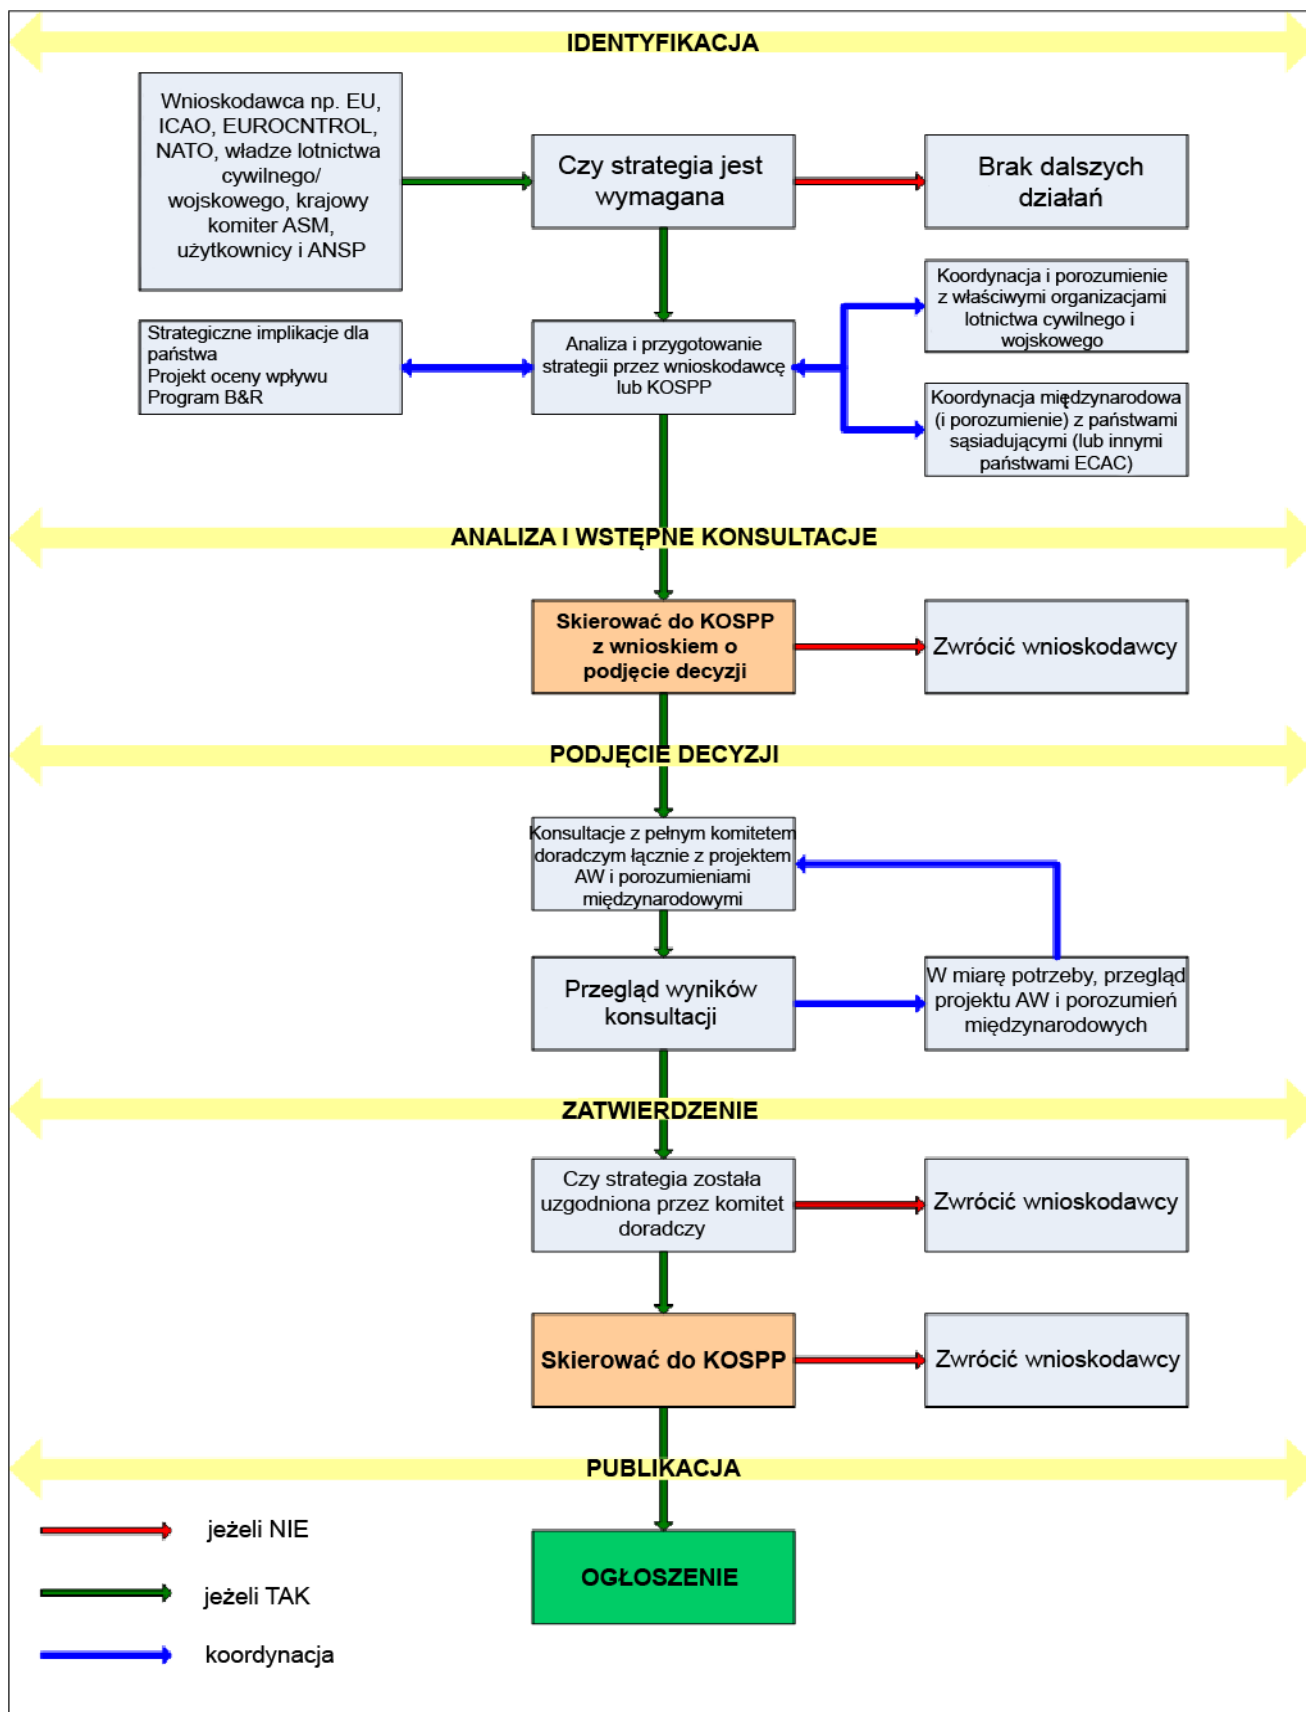 IDENTYFIKACJA
Wnioskodawca np. EU,
ICAO, EUROCNTROL,
NATO, władze lotnictwa
cywilnego/
wojskowego, krajowy
komiter ASM,
użytkownicy i ANSP
Czy strategia jest
wymagana
Brak dalszych
działań
Koordynacja i porozumienie
z właściwymi organizacjami
lotnictwa cywilnego i
wojskowego
Strategiczne implikacje dla
państwa
Projekt oceny wpływu
Program B&R
Analiza i przygotowanie
strategii przez wnioskodawcę
lub KOSPP
Koordynacja międzynarodowa
(i porozumienie) z państwami
sąsiadującymi (lub innymi
państwami ECAC)
ANALIZA I WSTĘPNE KONSULTACJE
Skierować do KOSPP
z wnioskiem o
podjęcie decyzji
Zwrócić wnioskodawcy
PODJĘCIE DECYZJI
Konsultacje z pełnym komitetem
doradczym łącznie z projektem
AW i porozumieniami
międzynarodowymi
Przegląd wyników
konsultacji
W miarę potrzeby, przegląd
projektu AW i porozumień
międzynarodowych
ZATWIERDZENIE
Czy strategia została
uzgodniona przez komitet
doradczy
Zwrócić wnioskodawcy
Skierować do KOSPP
Zwrócić wnioskodawcy
PUBLIKACJA
OGŁOSZENIE
jeżeli NIE
jeżeli TAK
koordynacja